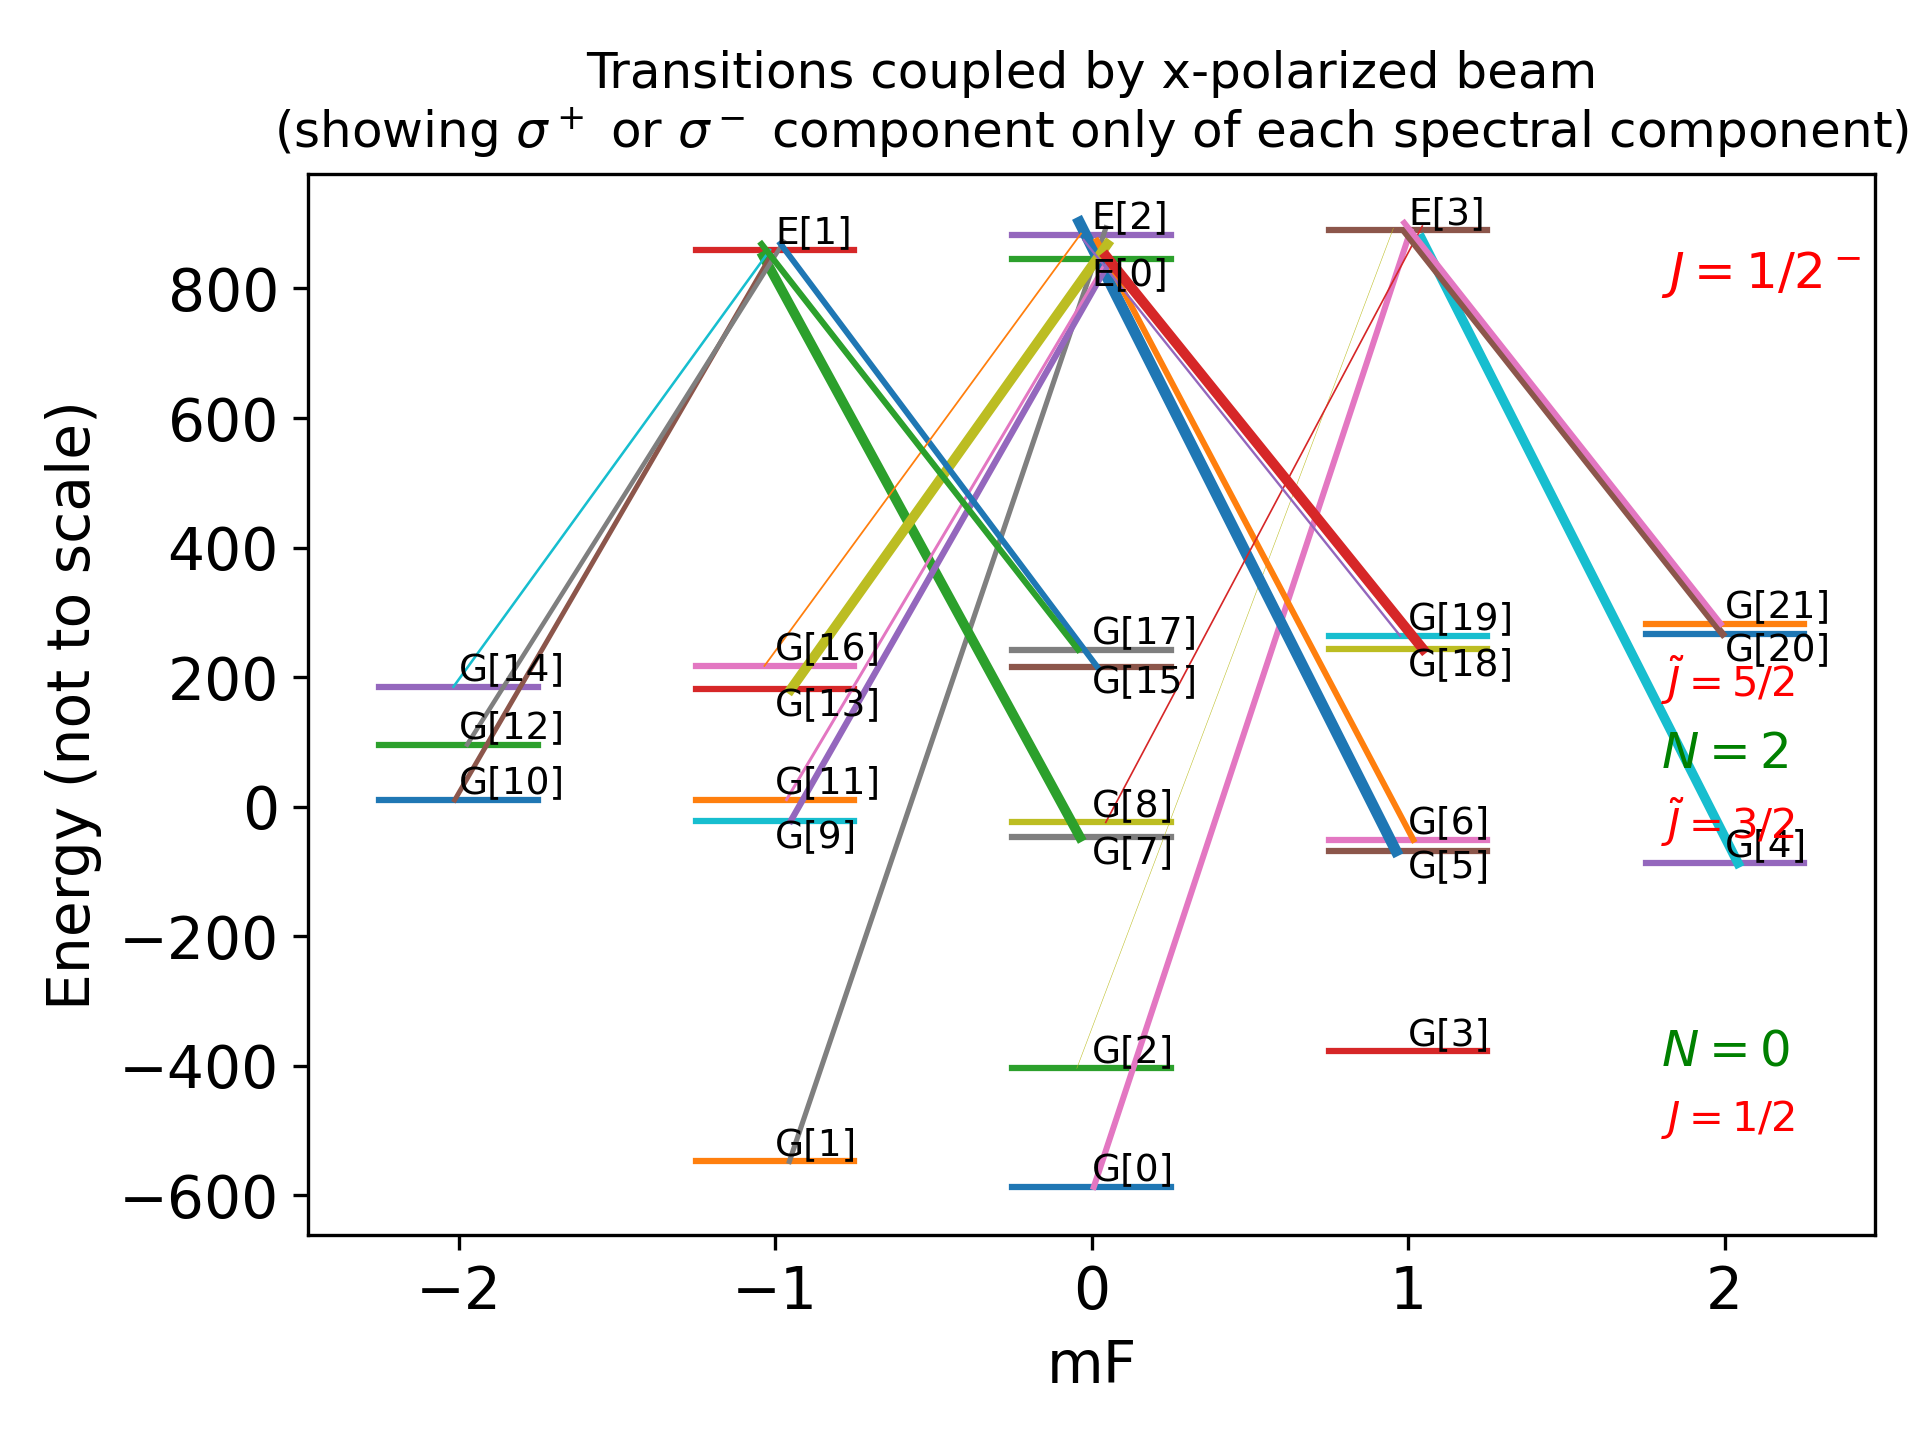 Transitions coupled by x-polarized beam
(showing σ⁺ or σ⁻ component only of each spectral component)
E[1]
E[2]
E[3]
E[0]
J = 1/2⁻
800
600
400
200
0
−200
−400
−600
Energy (not to scale)
G[14]
G[12]
G[10]
G[16]
G[13]
G[11]
G[9]
G[17]
G[15]
G[8]
G[7]
G[19]
G[18]
G[6]
G[5]
G[21]
G[20]
J̃ = 5/2
N = 2
J̃ = 3/2
G[4]
G[2]
G[3]
N = 0
J = 1/2
G[1]
G[0]
−2
−1
0
1
2
mF